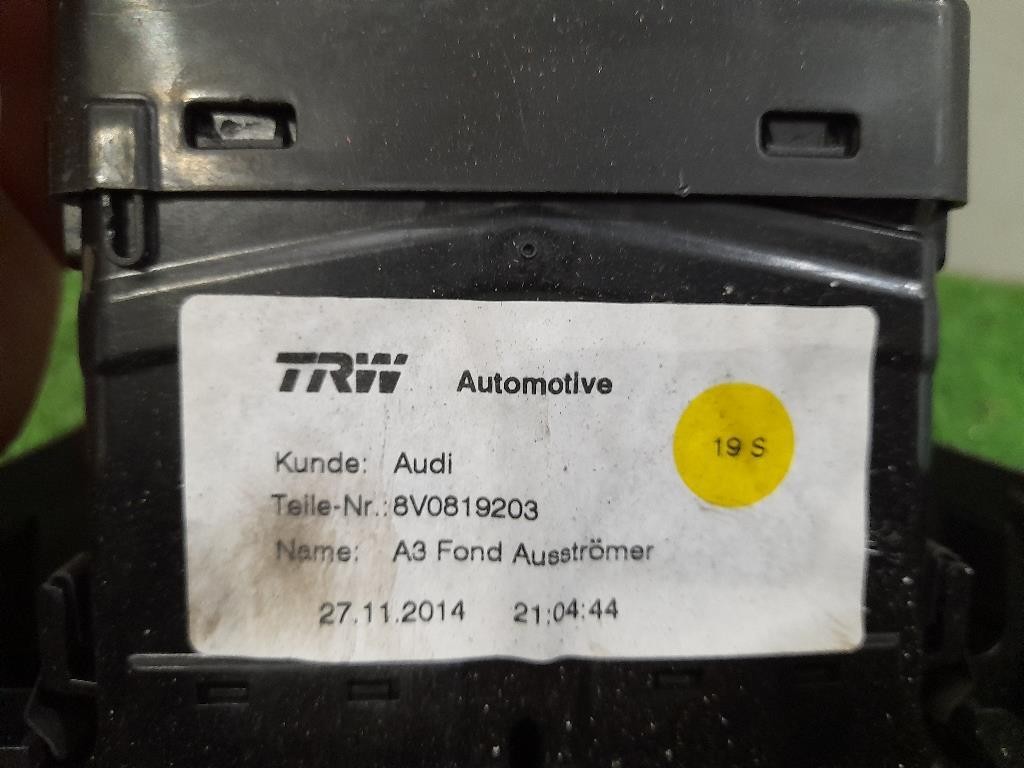 TRW Automotive
19 S
Kunde: Audi
Teile-Nr.: 8V0819203
Name: A3 Fond Ausströmer
27.11.2014 21:04:44